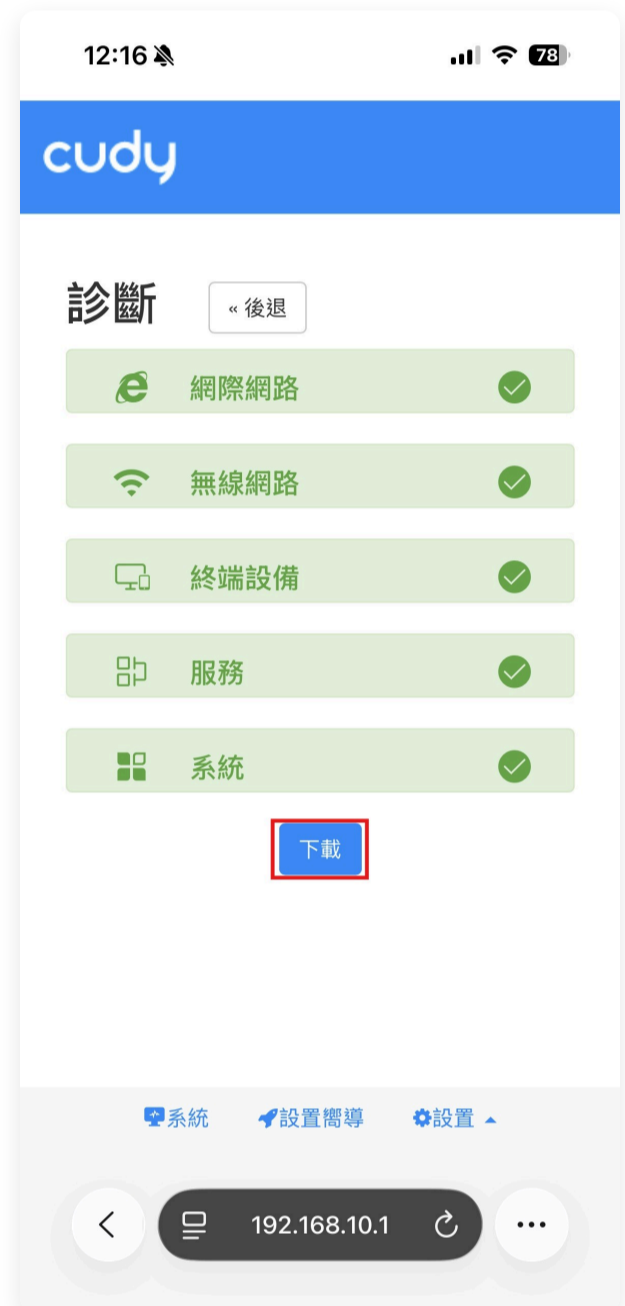 12:16
78
cudy
診斷
« 後退
網際網路
無線網路
終端設備
服務
系統
下載
系統 設置嚮導 設置
192.168.10.1